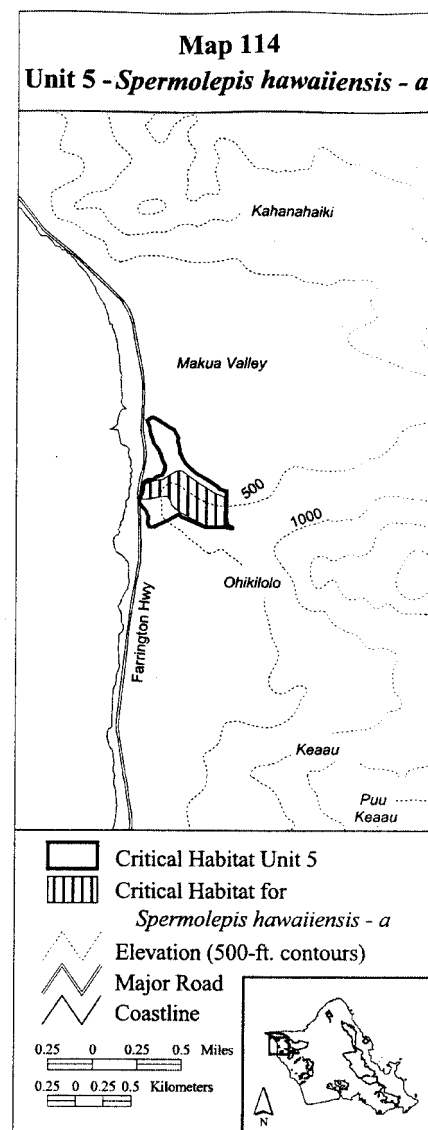 Map 114
Unit 5 - Spermolepis hawaiiensis - a
Kahanahaiki
Makua Valley
500
1000
Ohikilolo
Farrington Hwy
Keaau
Puu
Keaau
Critical Habitat Unit 5
Critical Habitat for
Spermolepis hawaiiensis - a
Elevation (500-ft. contours)
Major Road
Coastline
0.25 0 0.25 0.5 Miles
0.25 0 0.25 0.5 Kilometers
N